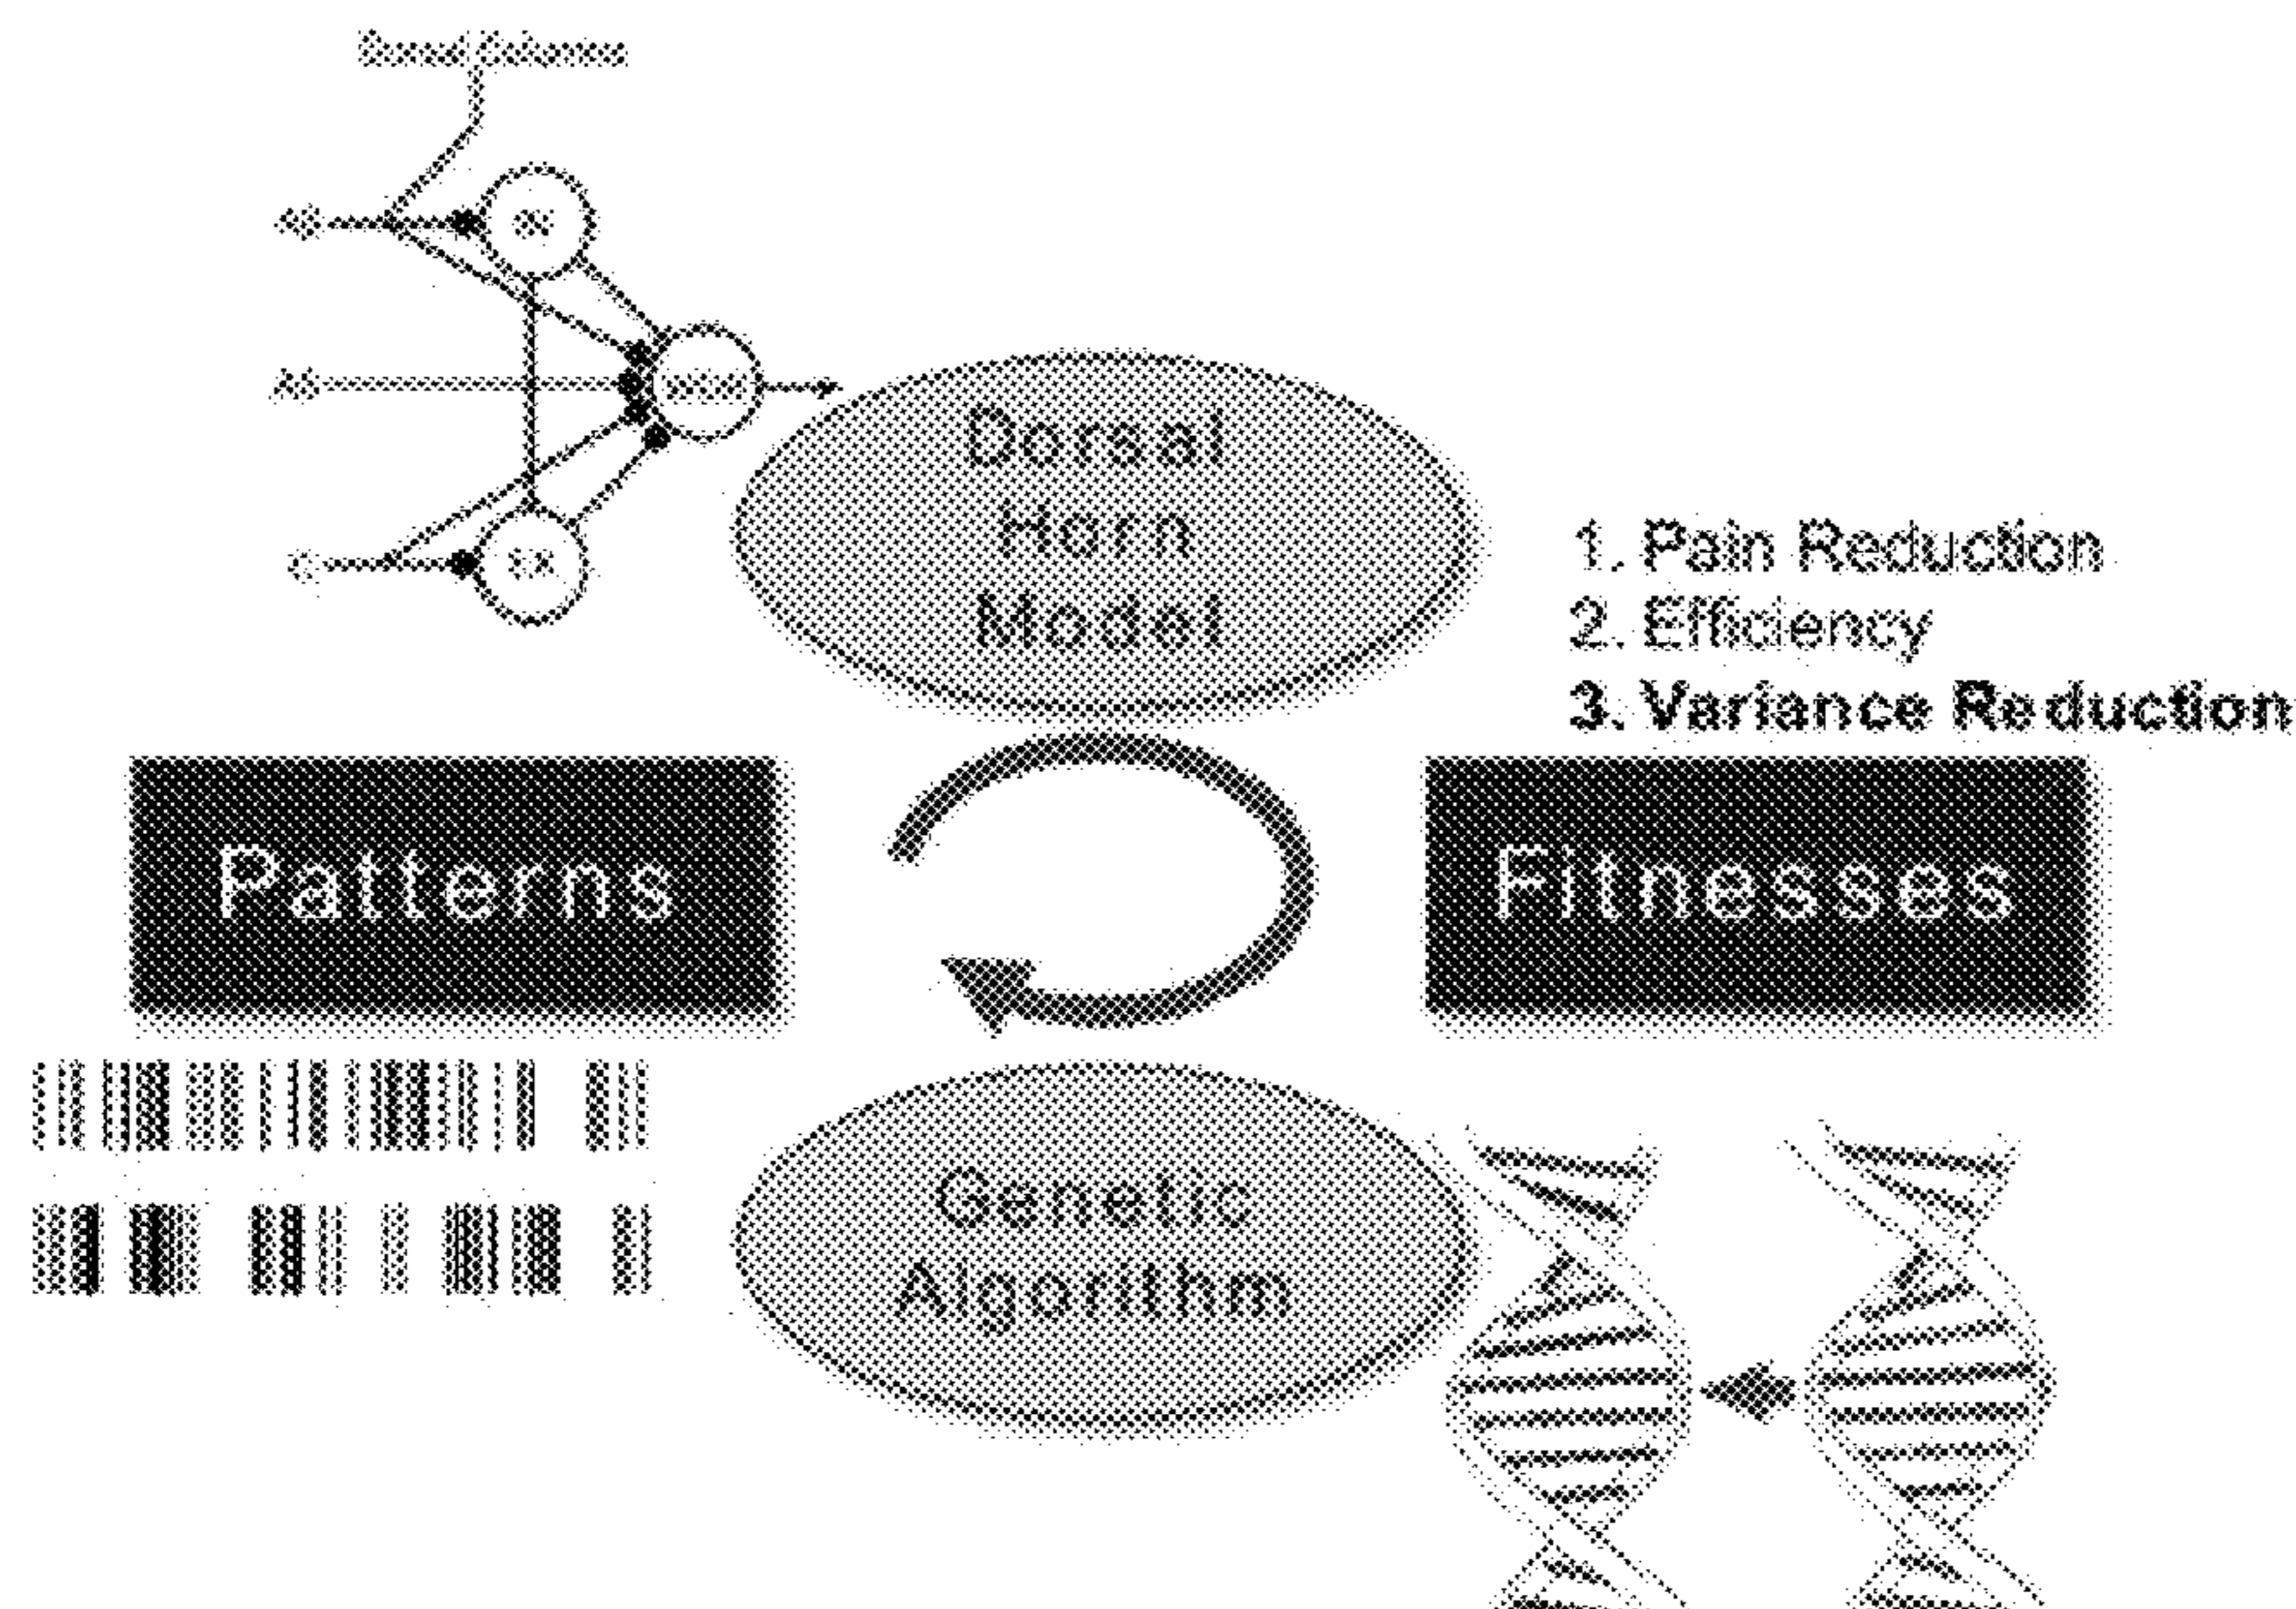 Dorsal
Horn
Model
1. Pain Reduction
2. Efficiency
3. Variance Reduction
Patterns
Fitnesses
Genetic
Algorithm